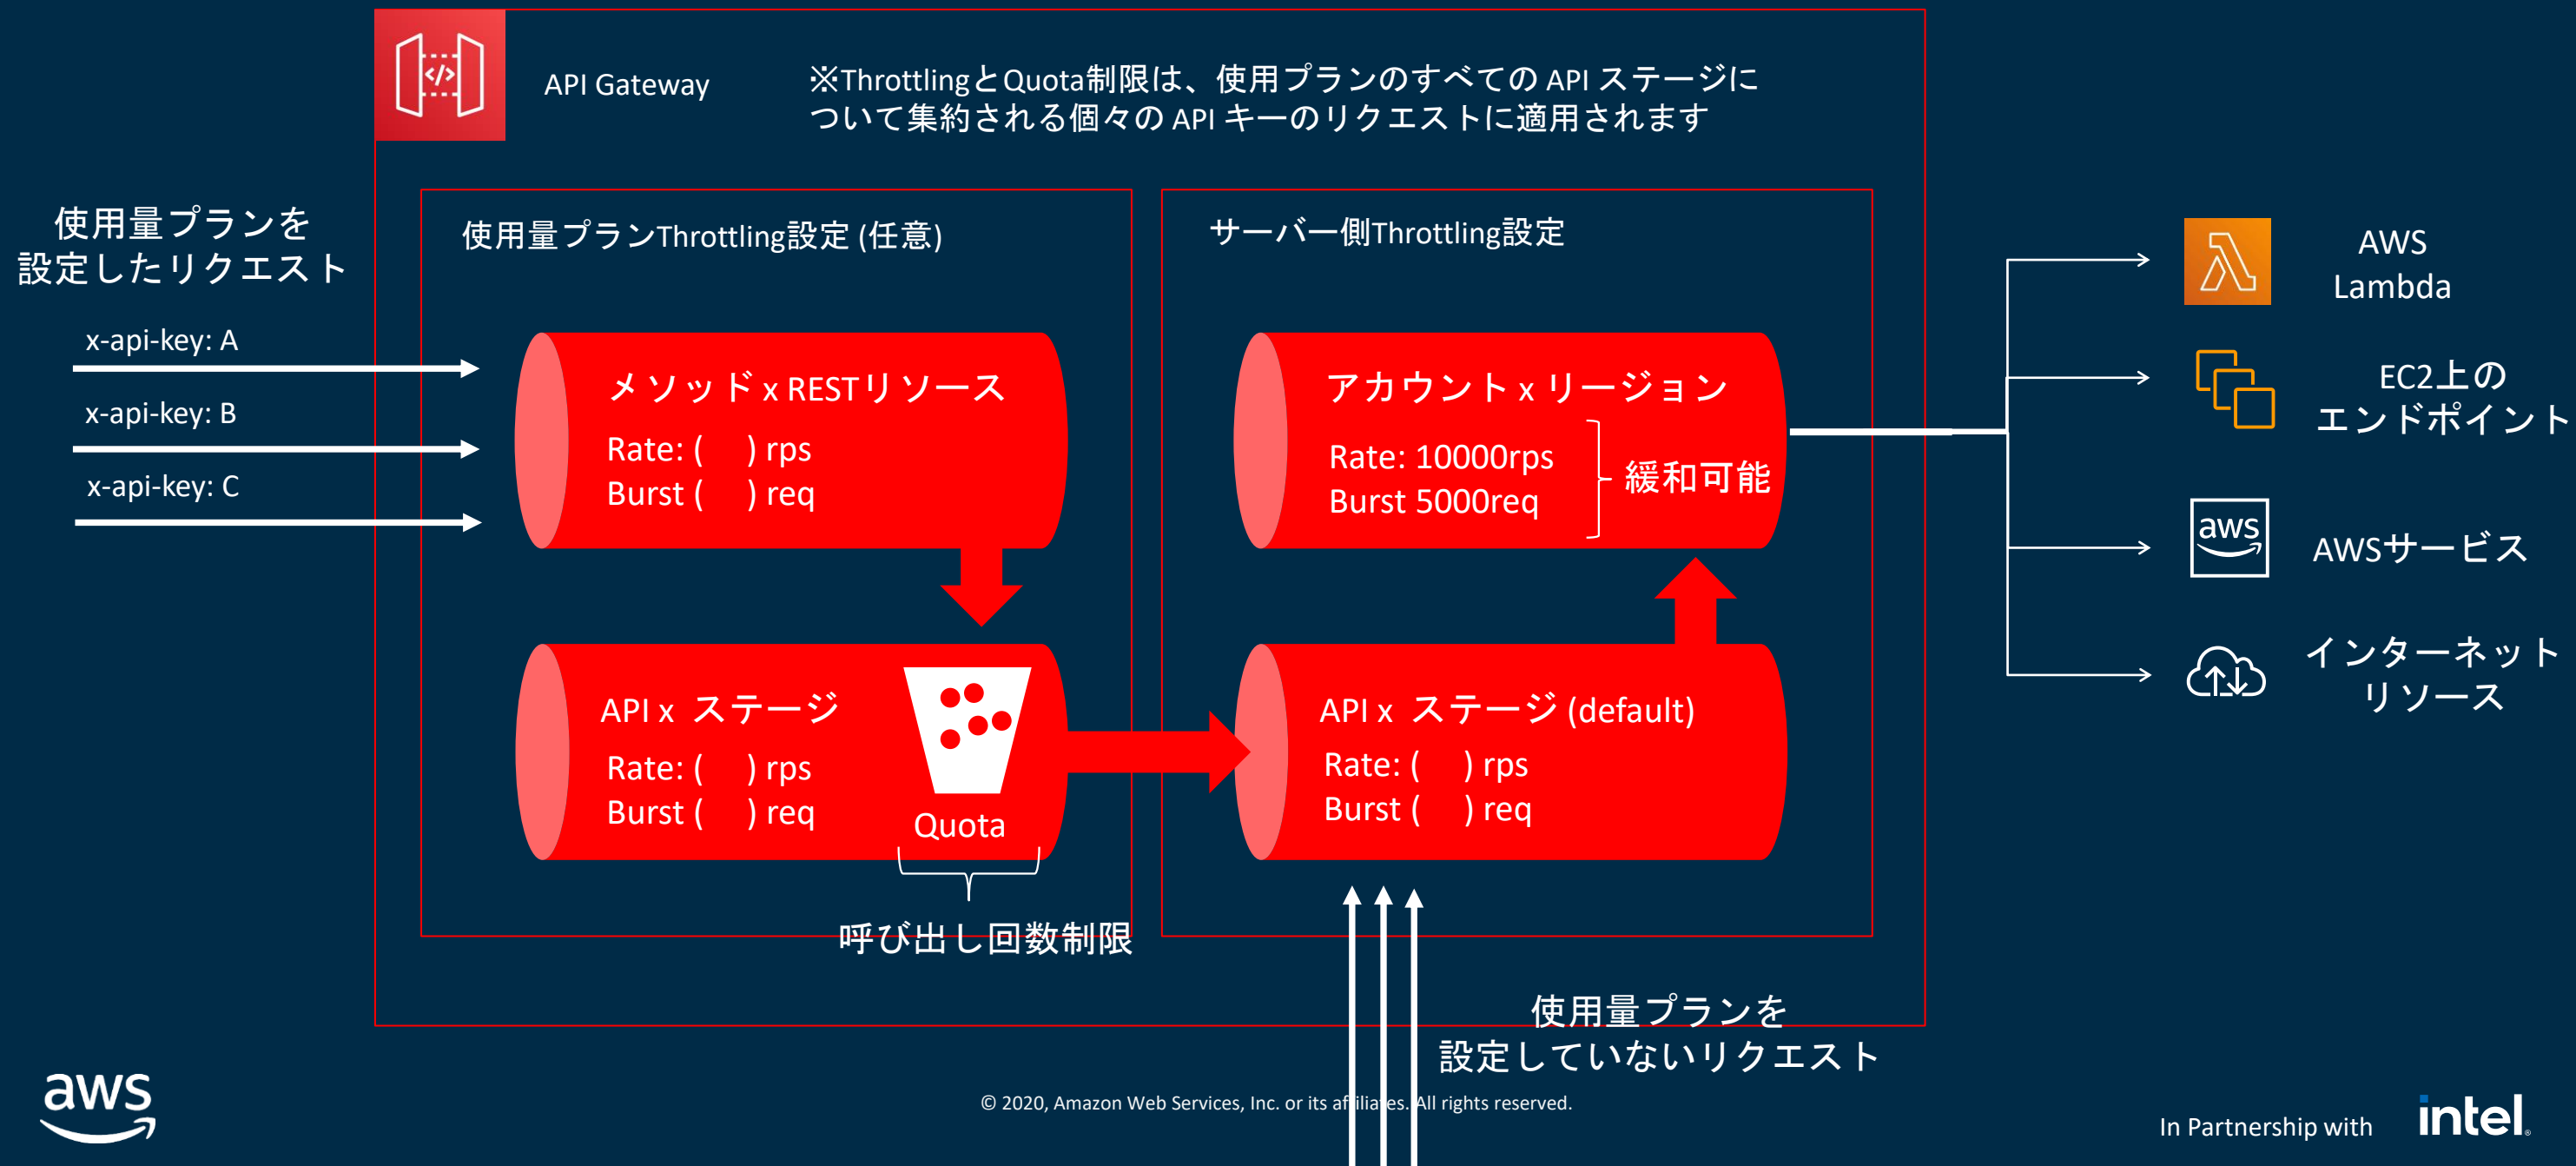 API Gateway
※ThrottlingとQuota制限は、使用プランのすべての API ステージに
ついて集約される個々の API キーのリクエストに適用されます
使用量プランを
設定したリクエスト
x-api-key: A
x-api-key: B
x-api-key: C
使用量プランThrottling設定 (任意)
メソッド x RESTリソース
Rate: ( ) rps
Burst ( ) req
API x ステージ
Rate: ( ) rps
Burst ( ) req
Quota
呼び出し回数制限
サーバー側Throttling設定
アカウント x リージョン
Rate: 10000rps
Burst 5000req
緩和可能
API x ステージ (default)
Rate: ( ) rps
Burst ( ) req
使用量プランを
設定していないリクエスト
AWS
Lambda
EC2上の
エンドポイント
aws
AWSサービス
インターネット
リソース
aws
© 2020, Amazon Web Services, Inc. or its affiliates. All rights reserved.
In Partnership with
intel.